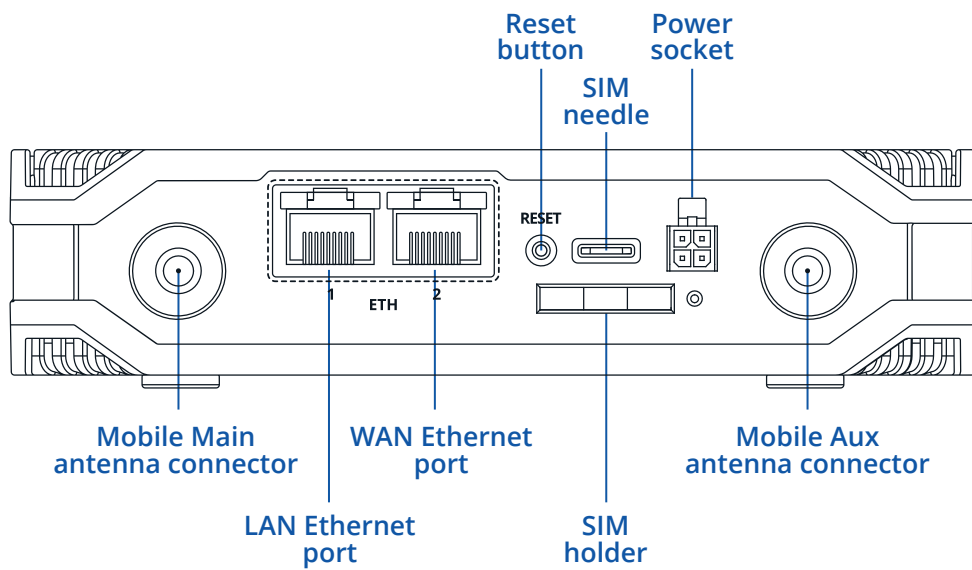 Reset
button
Power
socket
SIM
needle
RESET
1
2
ETH
Mobile Main
antenna connector
WAN Ethernet
port
Mobile Aux
antenna connector
LAN Ethernet
port
SIM
holder